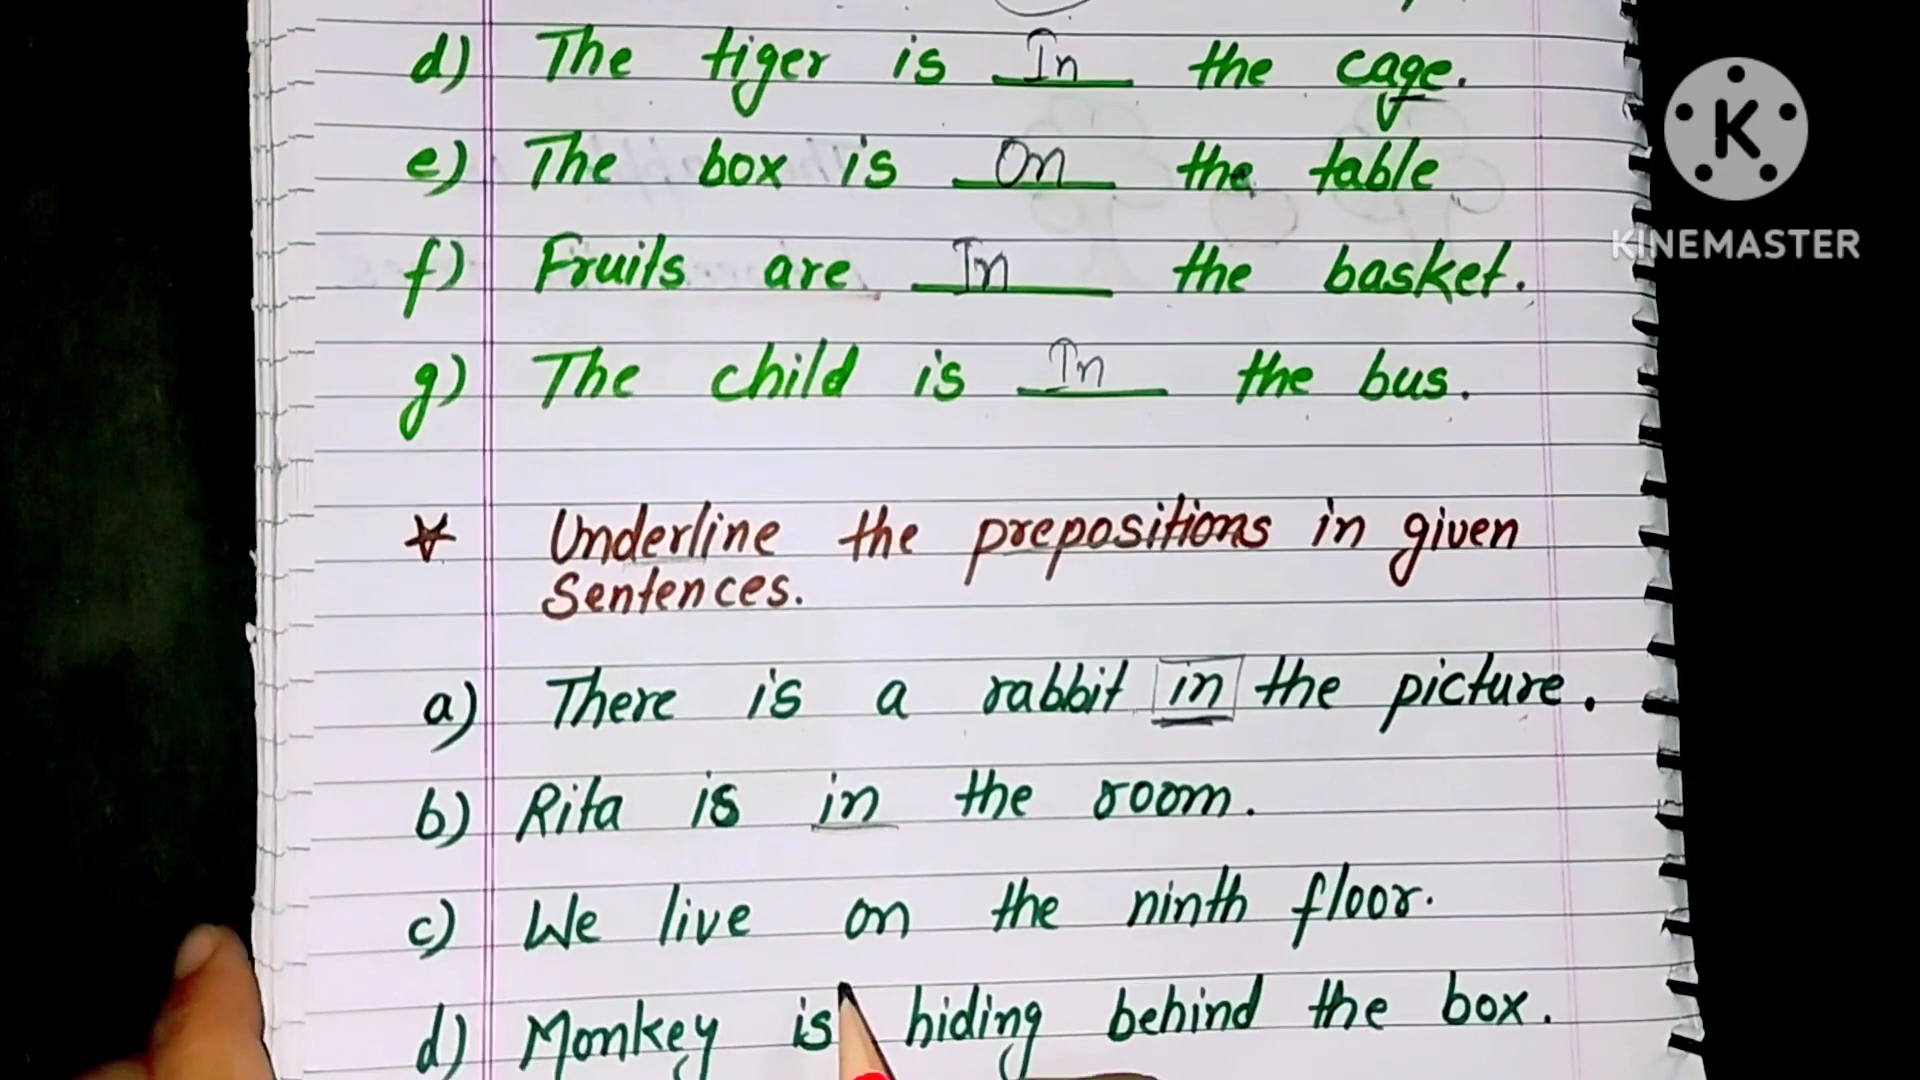 d) The tiger is In the cage.
e) The box is On the table
f) Fruits are In the basket.
g) The child is In the bus.
Underline the prepositions in given
Sentences.
a) There is a rabbit in the picture.
b) Rita is in the room.
c) We live on the ninth floor.
d) Monkey is hiding behind the box.
K
KINEMASTER